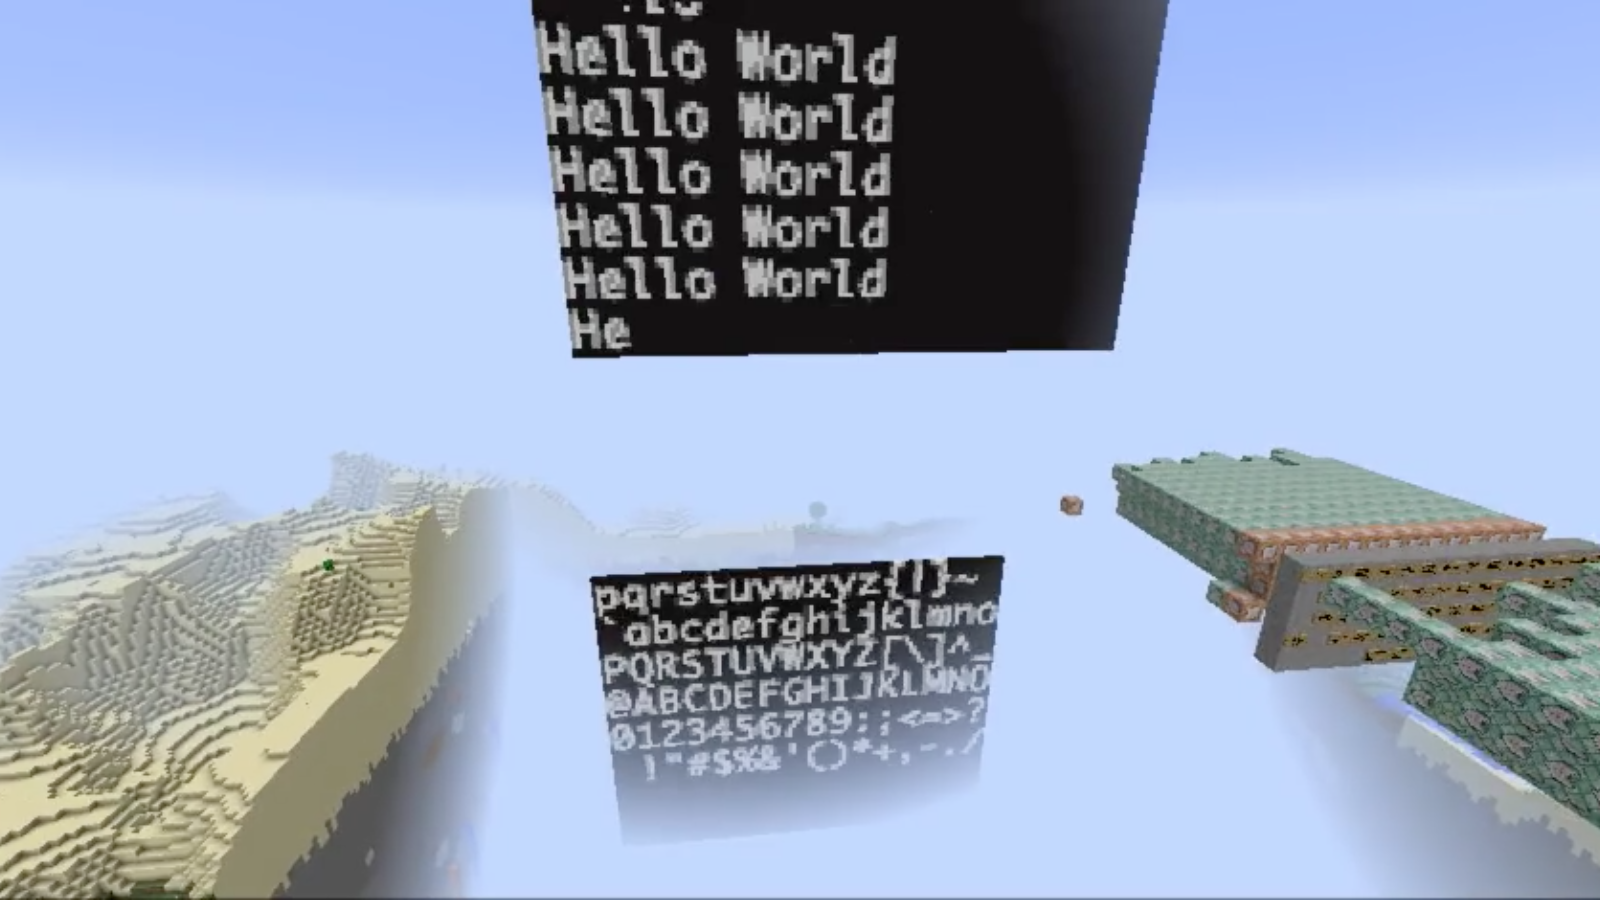 Hello World
Hello World
Hello World
Hello World
Hello World
He
pqrstuvwxyz{|}~
`abcdefghijklmno
PQRSTUVWXYZ[\]^_
@ABCDEFGHIJKLMNO
0123456789:;<=>?
!"#$%&'()*+,-./